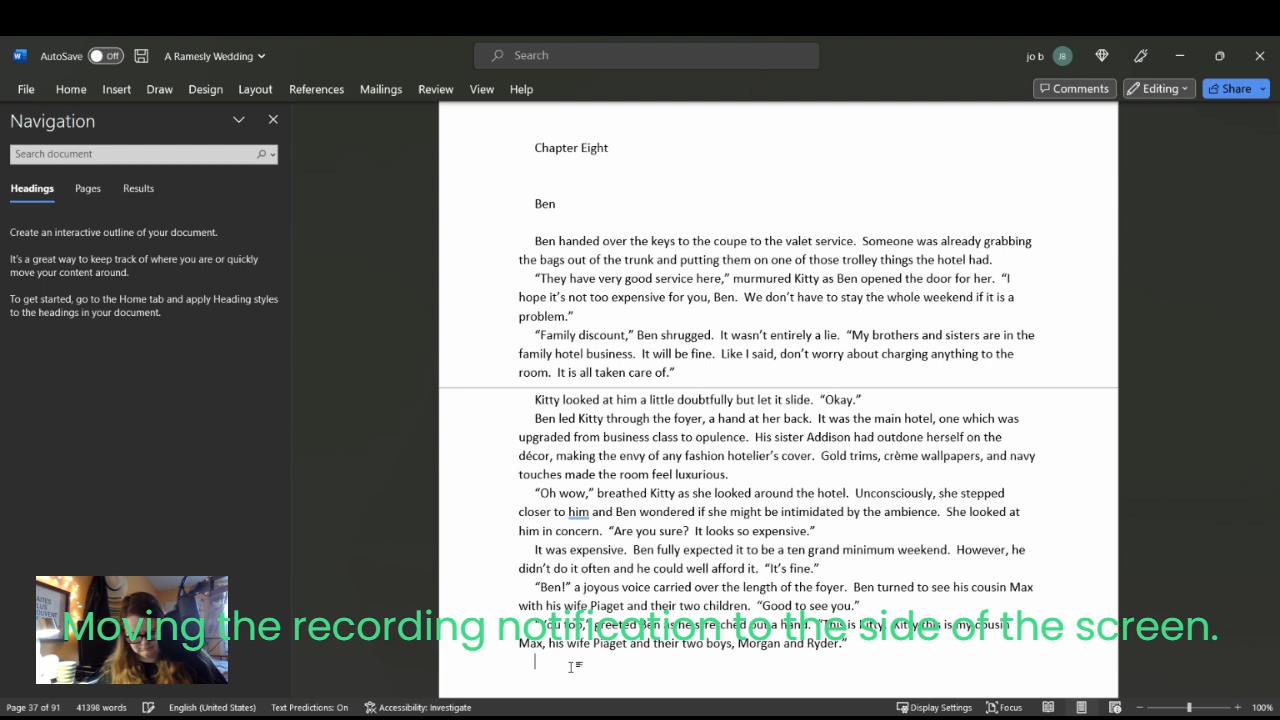 AutoSave Off A Ramesly Wedding Search jo b JB
File Home Insert Draw Design Layout References Mailings Review View Help Comments Editing Share
Navigation
Search document
Headings Pages Results
Create an interactive outline of your document.
It's a great way to keep track of where you are or quickly
move your content around.
To get started, go to the Home tab and apply Heading styles
to the headings in your document.
Chapter Eight
Ben
Ben handed over the keys to the coupe to the valet service.  Someone was already grabbing
the bags out of the trunk and putting them on one of those trolley things the hotel had.
“They have very good service here,” murmured Kitty as Ben opened the door for her.  “I
hope it’s not too expensive for you, Ben.  We don’t have to stay the whole weekend if it is a
problem.”
“Family discount,” Ben shrugged.  It wasn’t entirely a lie.  “My brothers and sisters are in the
family hotel business.  It will be fine.  Like I said, don’t worry about charging anything to the
room.  It is all taken care of.”
Kitty looked at him a little doubtfully but let it slide.  “Okay.”
Ben led Kitty through the foyer, a hand at her back.  It was the main hotel, one which was
upgraded from business class to opulence.  His sister Addison had outdone herself on the
décor, making the envy of any fashion hotelier’s cover.  Gold trims, crème wallpapers, and navy
touches made the room feel luxurious.
“Oh wow,” breathed Kitty as she looked around the hotel.  Unconsciously, she stepped
closer to him and Ben wondered if she might be intimidated by the ambience.  She looked at
him in concern.  “Are you sure?  It looks so expensive.”
It was expensive.  Ben fully expected it to be a ten grand minimum weekend.  However, he
didn’t do it often and he could well afford it.  “It’s fine.”
“Ben!” a joyous voice carried over the length of the foyer.  Ben turned to see his cousin Max
with his wife Piaget and their two children.  “Good to see you.”
“You too,” greeted Ben as he stretched out a hand.  “This is Kitty.  Kitty this is my cousin
Max, his wife Piaget and their two boys, Morgan and Ryder.”
Moving the recording notification to the side of the screen.
Page 37 of 91 41398 words English (United States) Text Predictions: On Accessibility: Investigate Display Settings Focus 100%